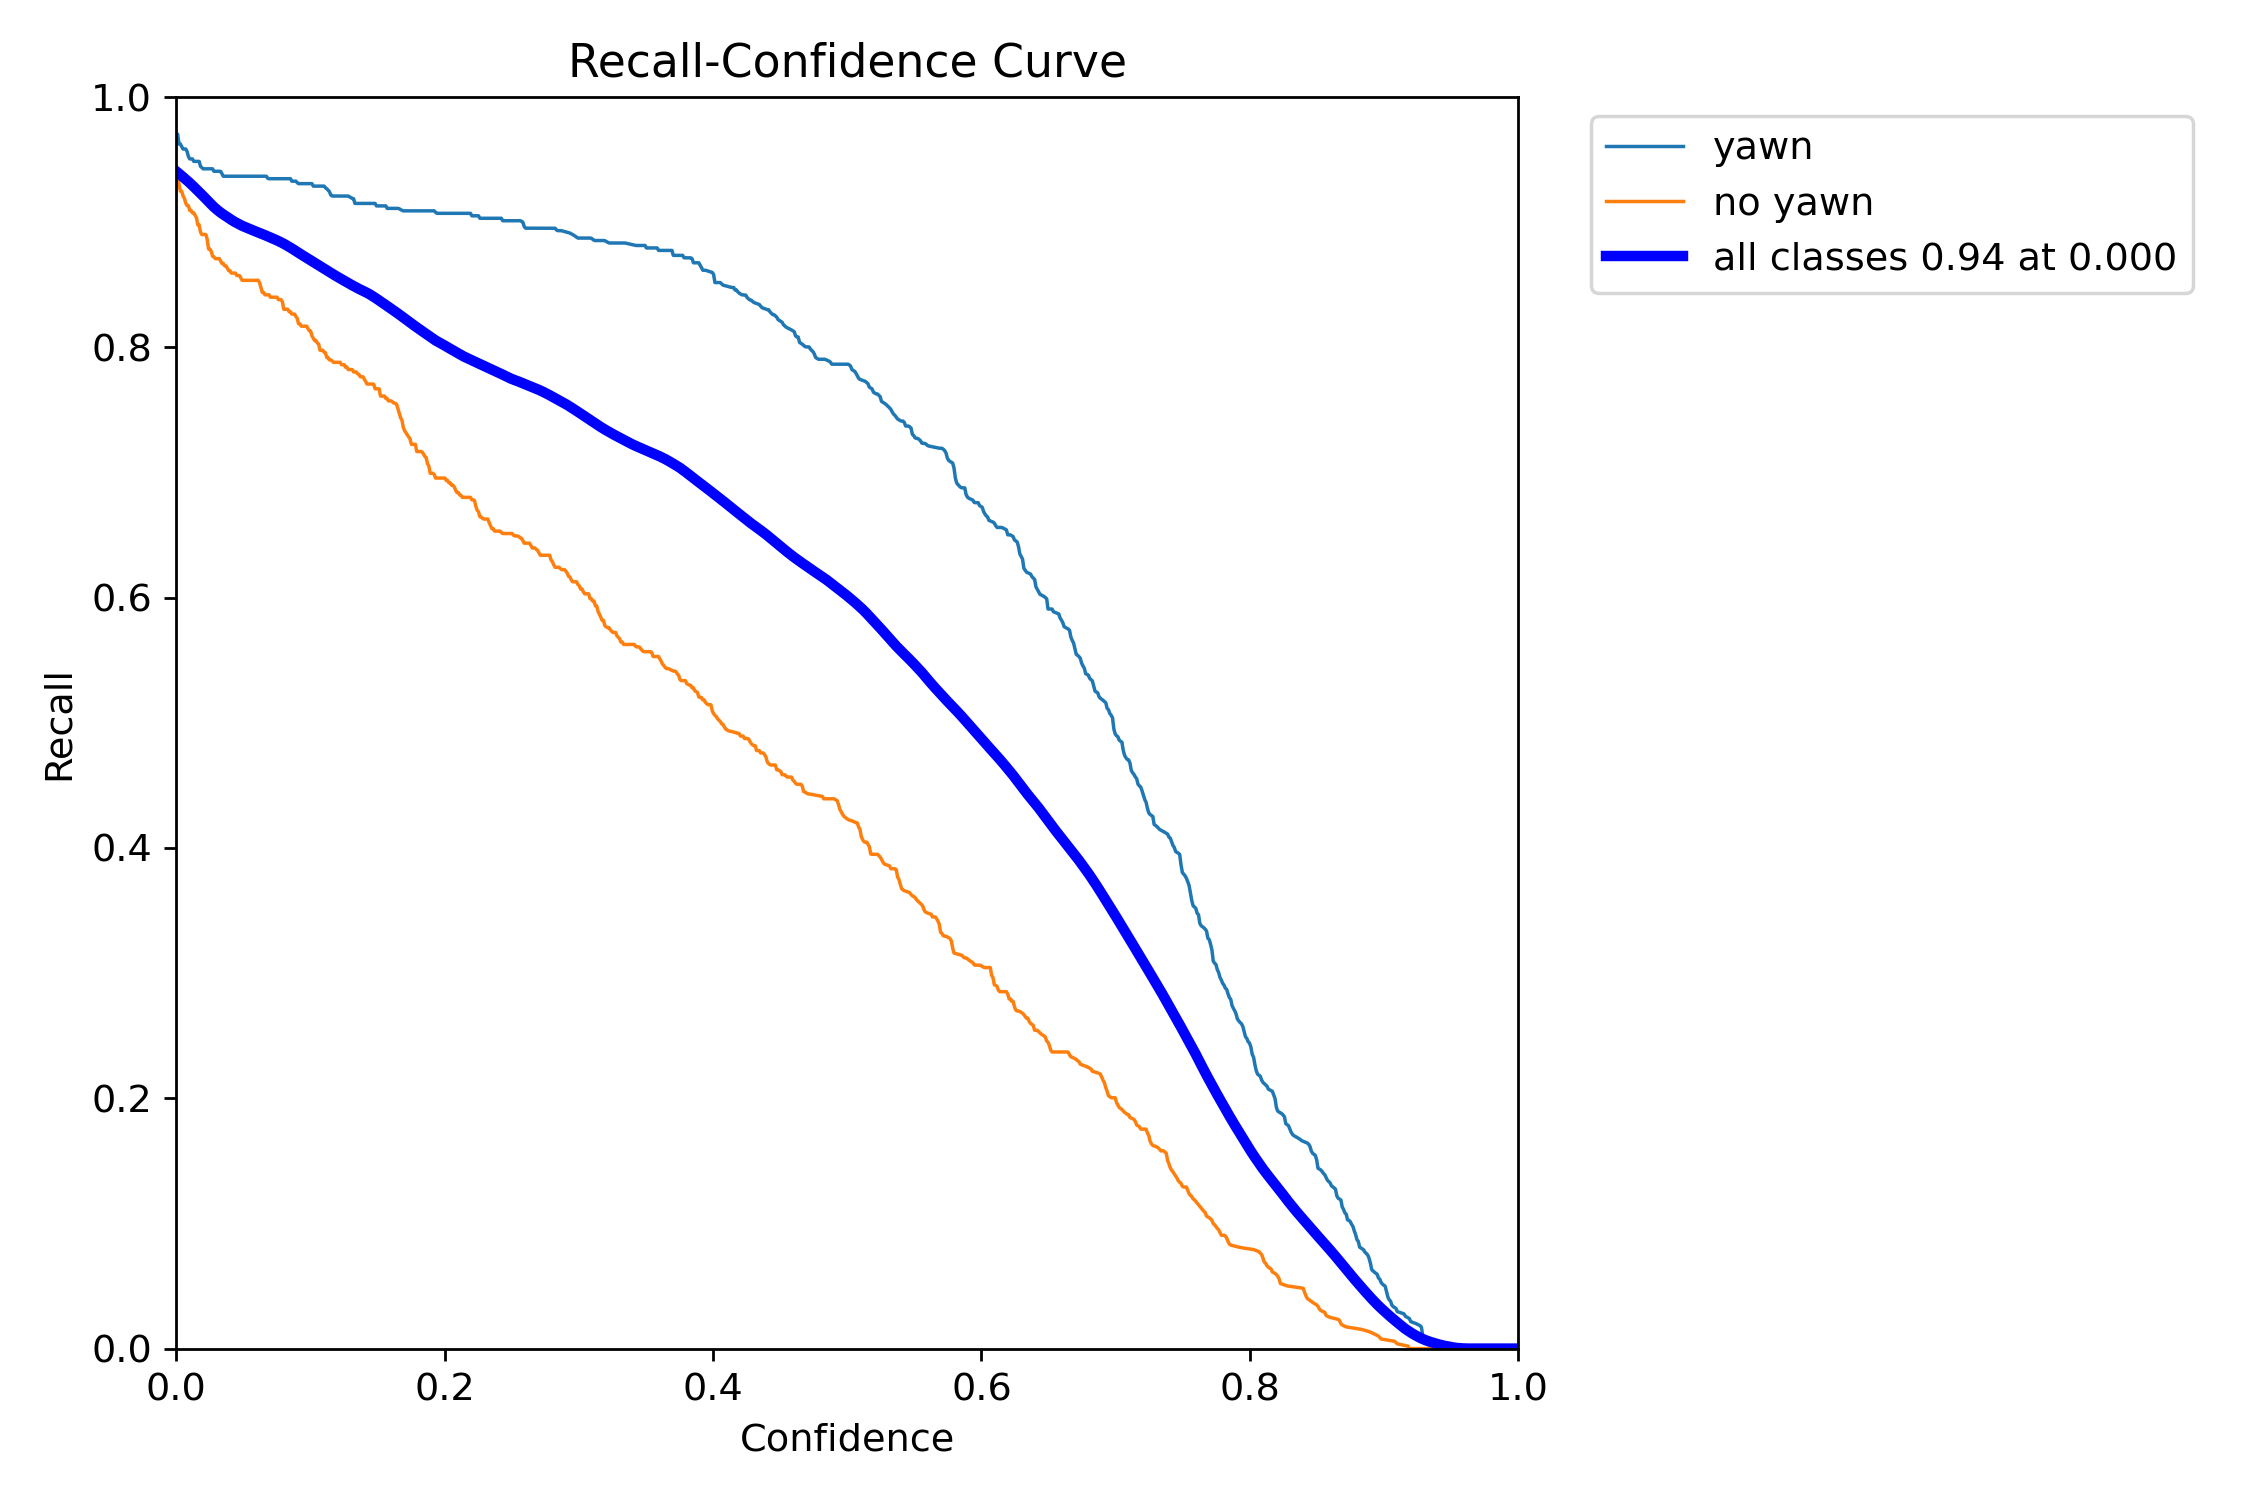 Recall-Confidence Curve
1.0
0.8
0.6
0.4
0.2
0.0
Recall
0.0 0.2 0.4 0.6 0.8 1.0
Confidence
yawn
no yawn
all classes 0.94 at 0.000